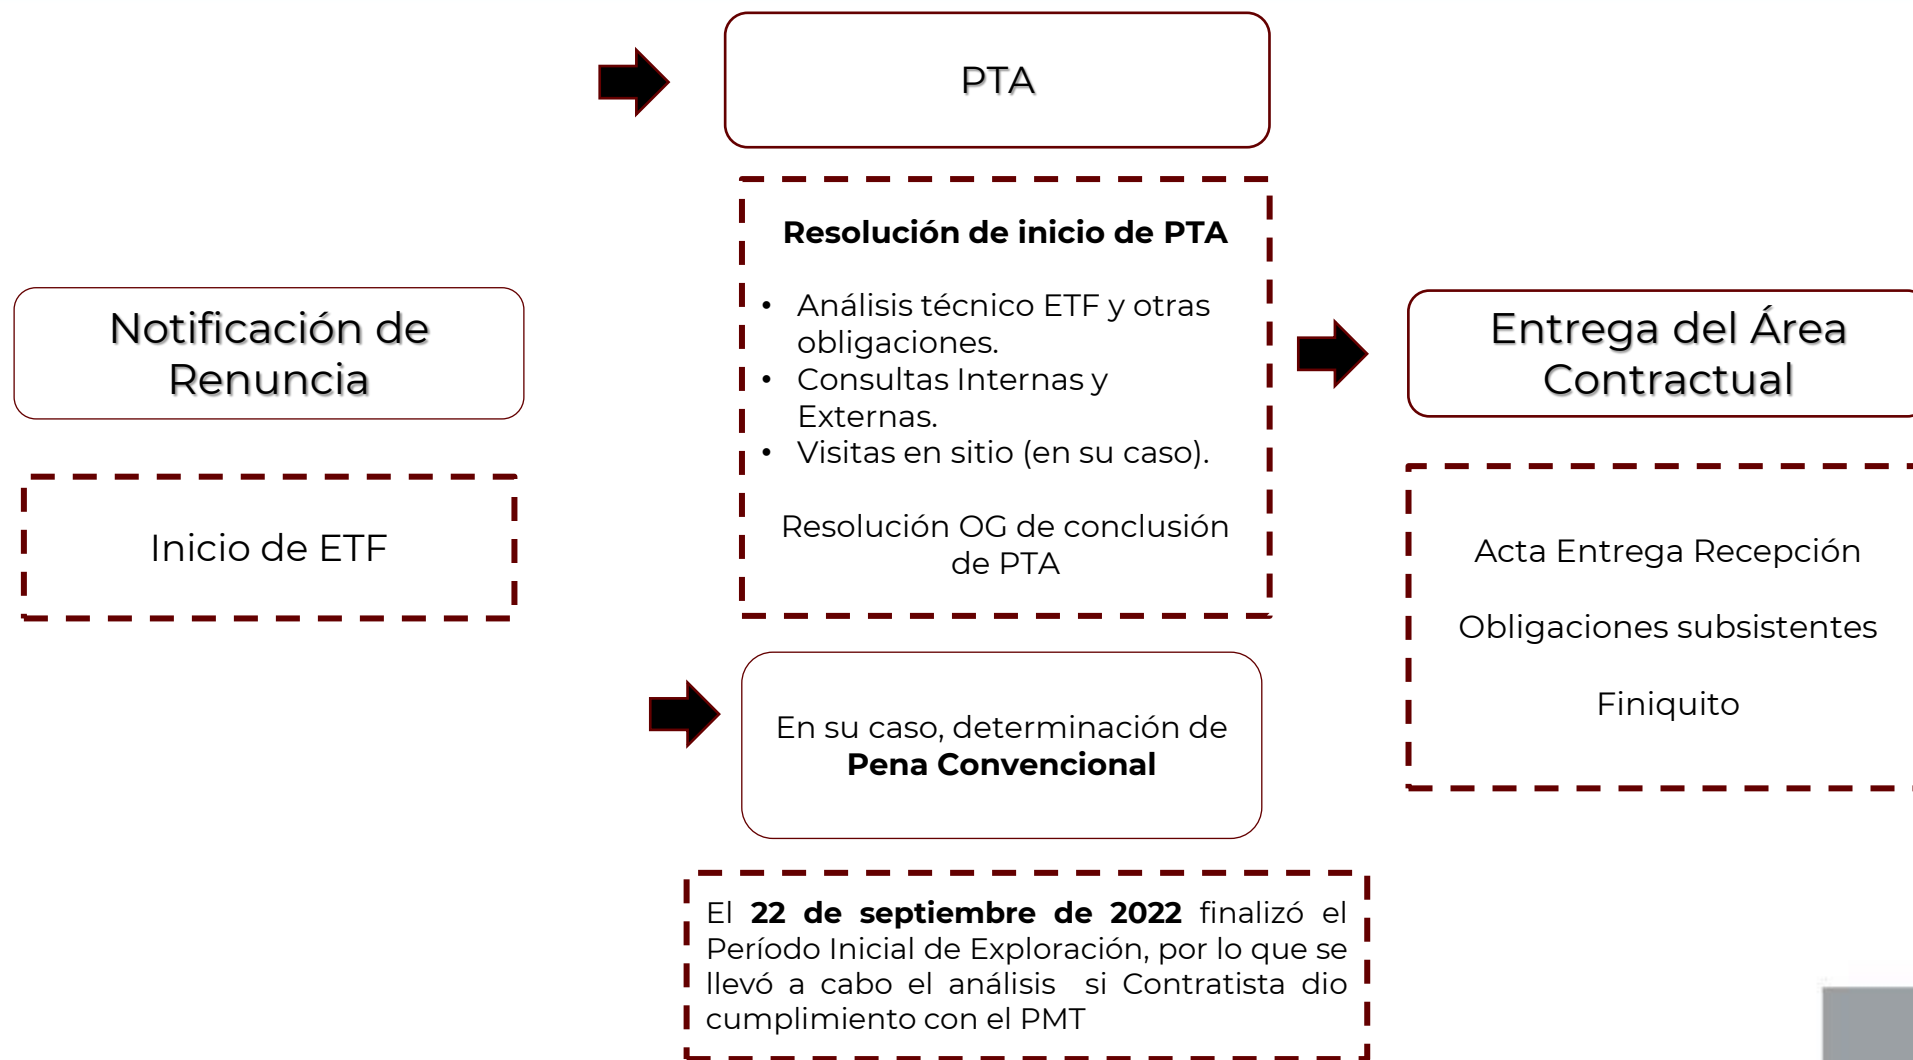 Notificación de
Renuncia
Inicio de ETF
PTA
Resolución de inicio de PTA
• Análisis técnico ETF y otras
obligaciones.
• Consultas Internas y
Externas.
• Visitas en sitio (en su caso).
Resolución OG de conclusión
de PTA
En su caso, determinación de
Pena Convencional
El 22 de septiembre de 2022 finalizó el
Período Inicial de Exploración, por lo que se
llevó a cabo el análisis si Contratista dio
cumplimiento con el PMT
Entrega del Área
Contractual
Acta Entrega Recepción
Obligaciones subsistentes
Finiquito